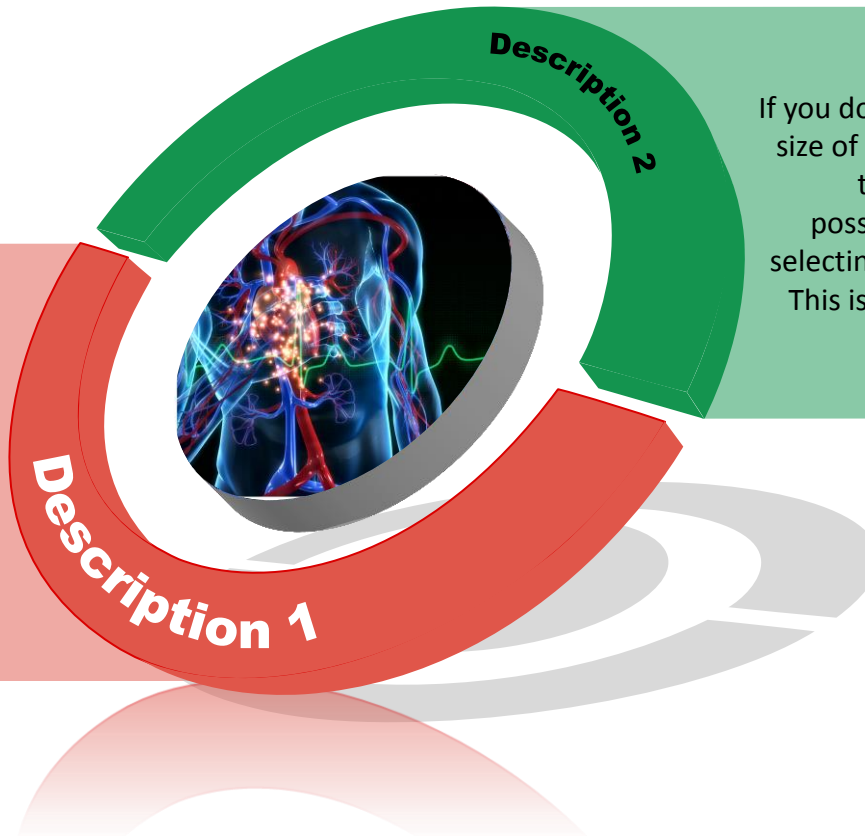 Description 2
If you do
size of
t
poss
selectin
This is
Description 1